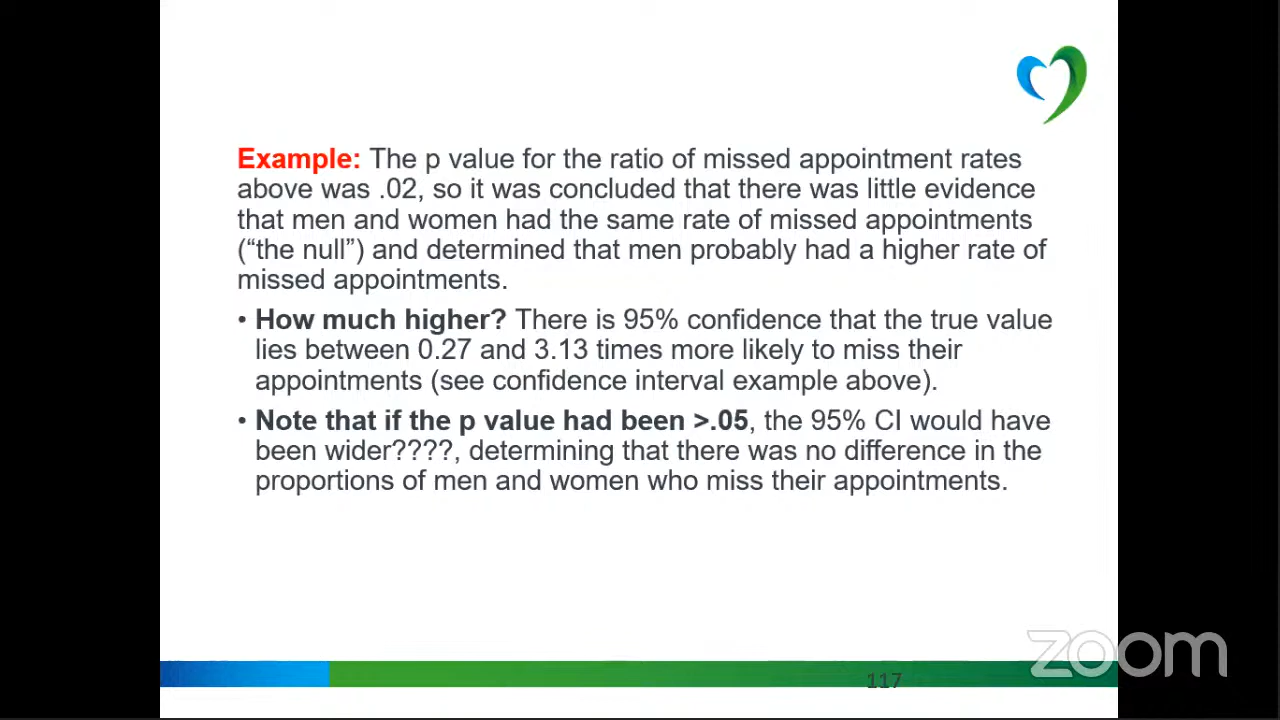 Example: The p value for the ratio of missed appointment rates
above was .02, so it was concluded that there was little evidence
that men and women had the same rate of missed appointments
(“the null”) and determined that men probably had a higher rate of
missed appointments.
• How much higher? There is 95% confidence that the true value
lies between 0.27 and 3.13 times more likely to miss their
appointments (see confidence interval example above).
• Note that if the p value had been >.05, the 95% CI would have
been wider????, determining that there was no difference in the
proportions of men and women who miss their appointments.
zoom
117